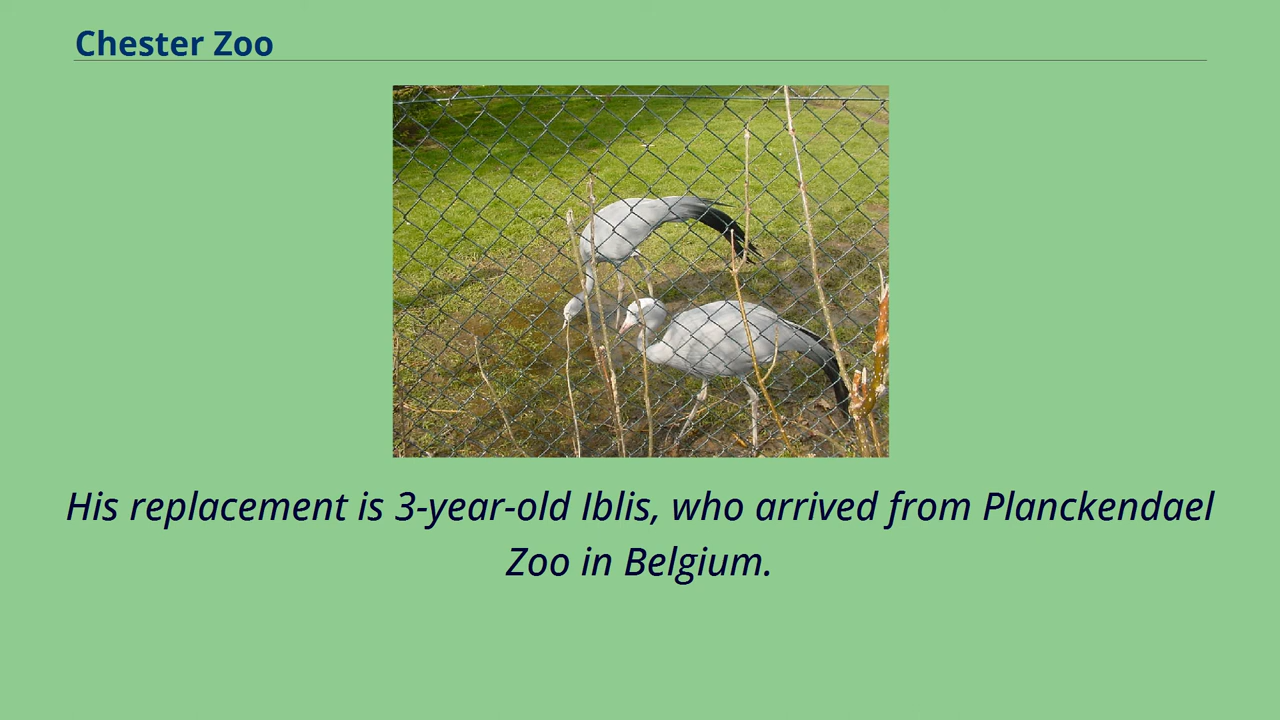 Chester Zoo
His replacement is 3-year-old Iblis, who arrived from Planckendael
Zoo in Belgium.